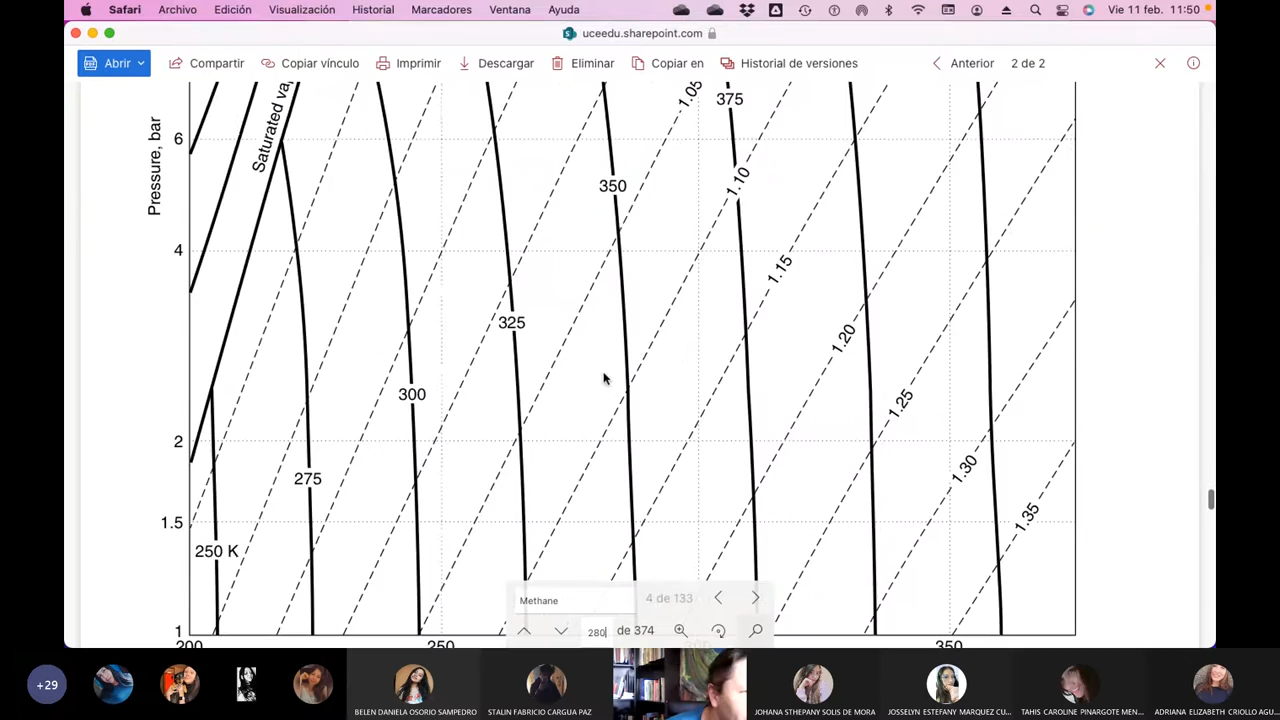 Safari Archivo Edición Visualización Historial Marcadores Ventana Ayuda Vie 11 feb. 11:50
uceedu.sharepoint.com
Abrir Compartir Copiar vínculo Imprimir Descargar Eliminar Copiar en Historial de versiones Anterior 2 de 2
Saturated va
1.05
375
Pressure, bar
6
1.10
350
4
1.15
325
1.20
300
1.25
2
1.30
275
1.35
1.5
250 K
Methane 4 de 133
280 de 374
1
200 250 350
+29
BELEN DANIELA OSORIO SAMPEDRO
STALIN FABRICIO CARGUA PAZ
JOHANA STHEPANY SOLIS DE MORA
JOSSELYN ESTEFANY MARQUEZ CU...
TAHIS CAROLINE PINARGOTE MEN...
ADRIANA ELIZABETH CRIOLLO AGU...